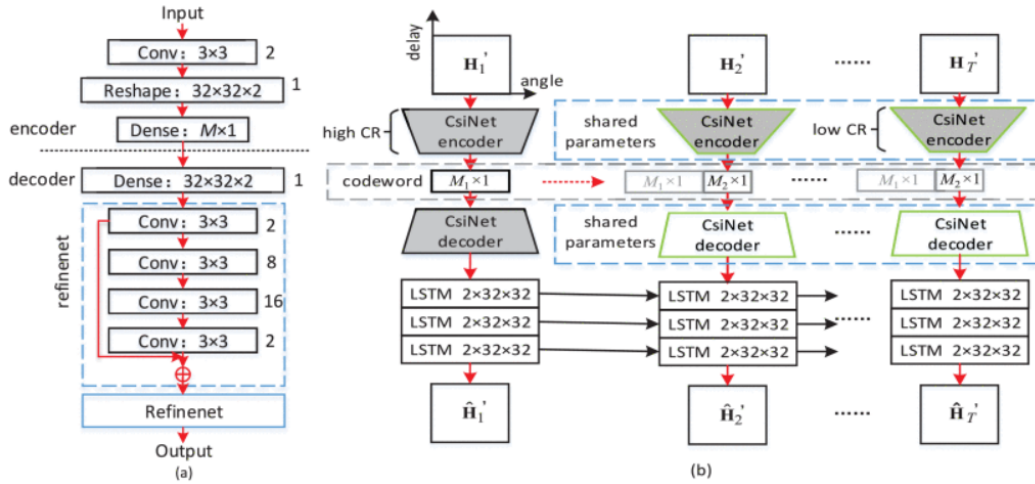 Input
Conv: 3×3 2
Reshape: 32×32×2 1
encoder
Dense: M×1
decoder
Dense: 32×32×2 1
refinenet
Conv: 3×3 2
Conv: 3×3 8
Conv: 3×3 16
Conv: 3×3 2
Refinenet
Output
(a)
delay
angle
H1' H2' ...... HT'
high CR
CsiNet
encoder
shared
parameters
CsiNet
encoder
low CR
CsiNet
encoder
codeword
M1×1 M1×1 M2×1 ...... M1×1 M2×1
CsiNet
decoder
shared
parameters
CsiNet
decoder
......
CsiNet
decoder
LSTM 2×32×32 LSTM 2×32×32 LSTM 2×32×32
LSTM 2×32×32 LSTM 2×32×32 ...... LSTM 2×32×32
LSTM 2×32×32 LSTM 2×32×32 LSTM 2×32×32
Ĥ1' Ĥ2' ...... ĤT'
(b)